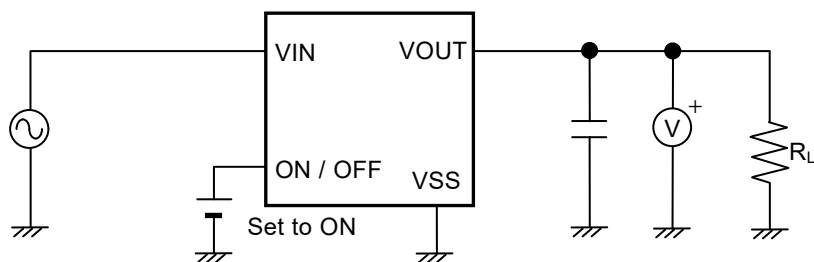 VIN
VOUT
+
V
ON / OFF
VSS
RL
Set to ON